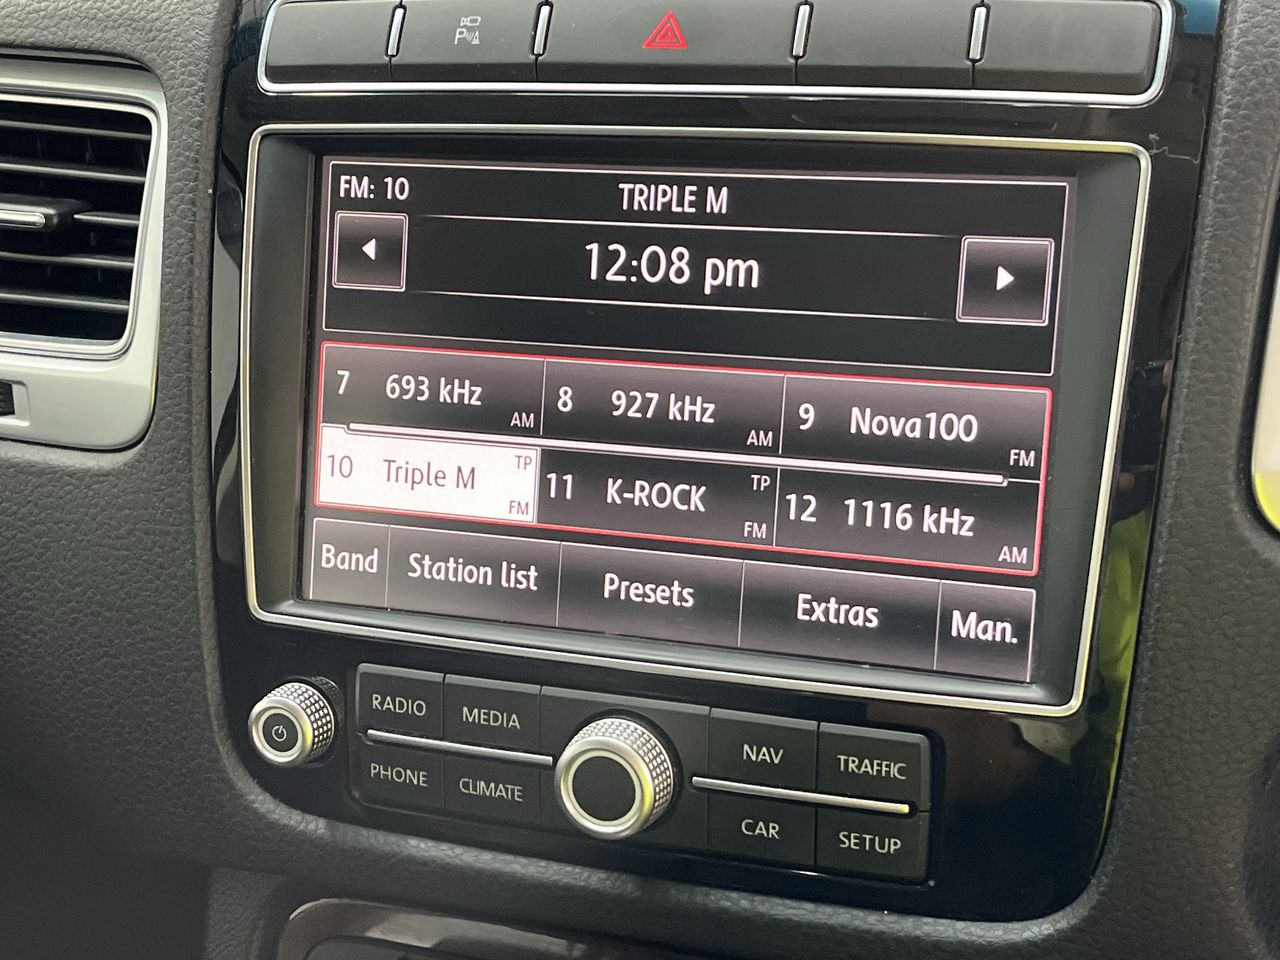 P
FM: 10
TRIPLE M
12:08 pm
7 693 kHz AM
8 927 kHz AM
9 Nova100 FM
10 Triple M TP FM
11 K-ROCK TP FM
12 1116 kHz AM
Band
Station list
Presets
Extras
Man.
RADIO
MEDIA
NAV
TRAFFIC
PHONE
CLIMATE
CAR
SETUP